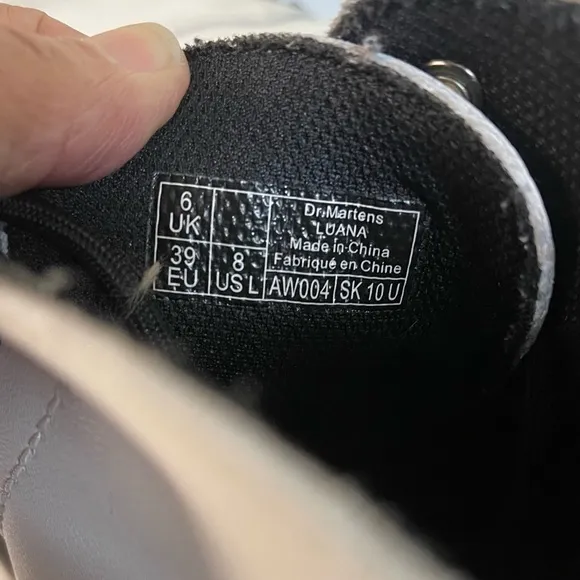 6
UK
39
EU
8
US L
Dr.Martens
LUANA
Made in China
Fabriqué en Chine
AW004
SK 10 U